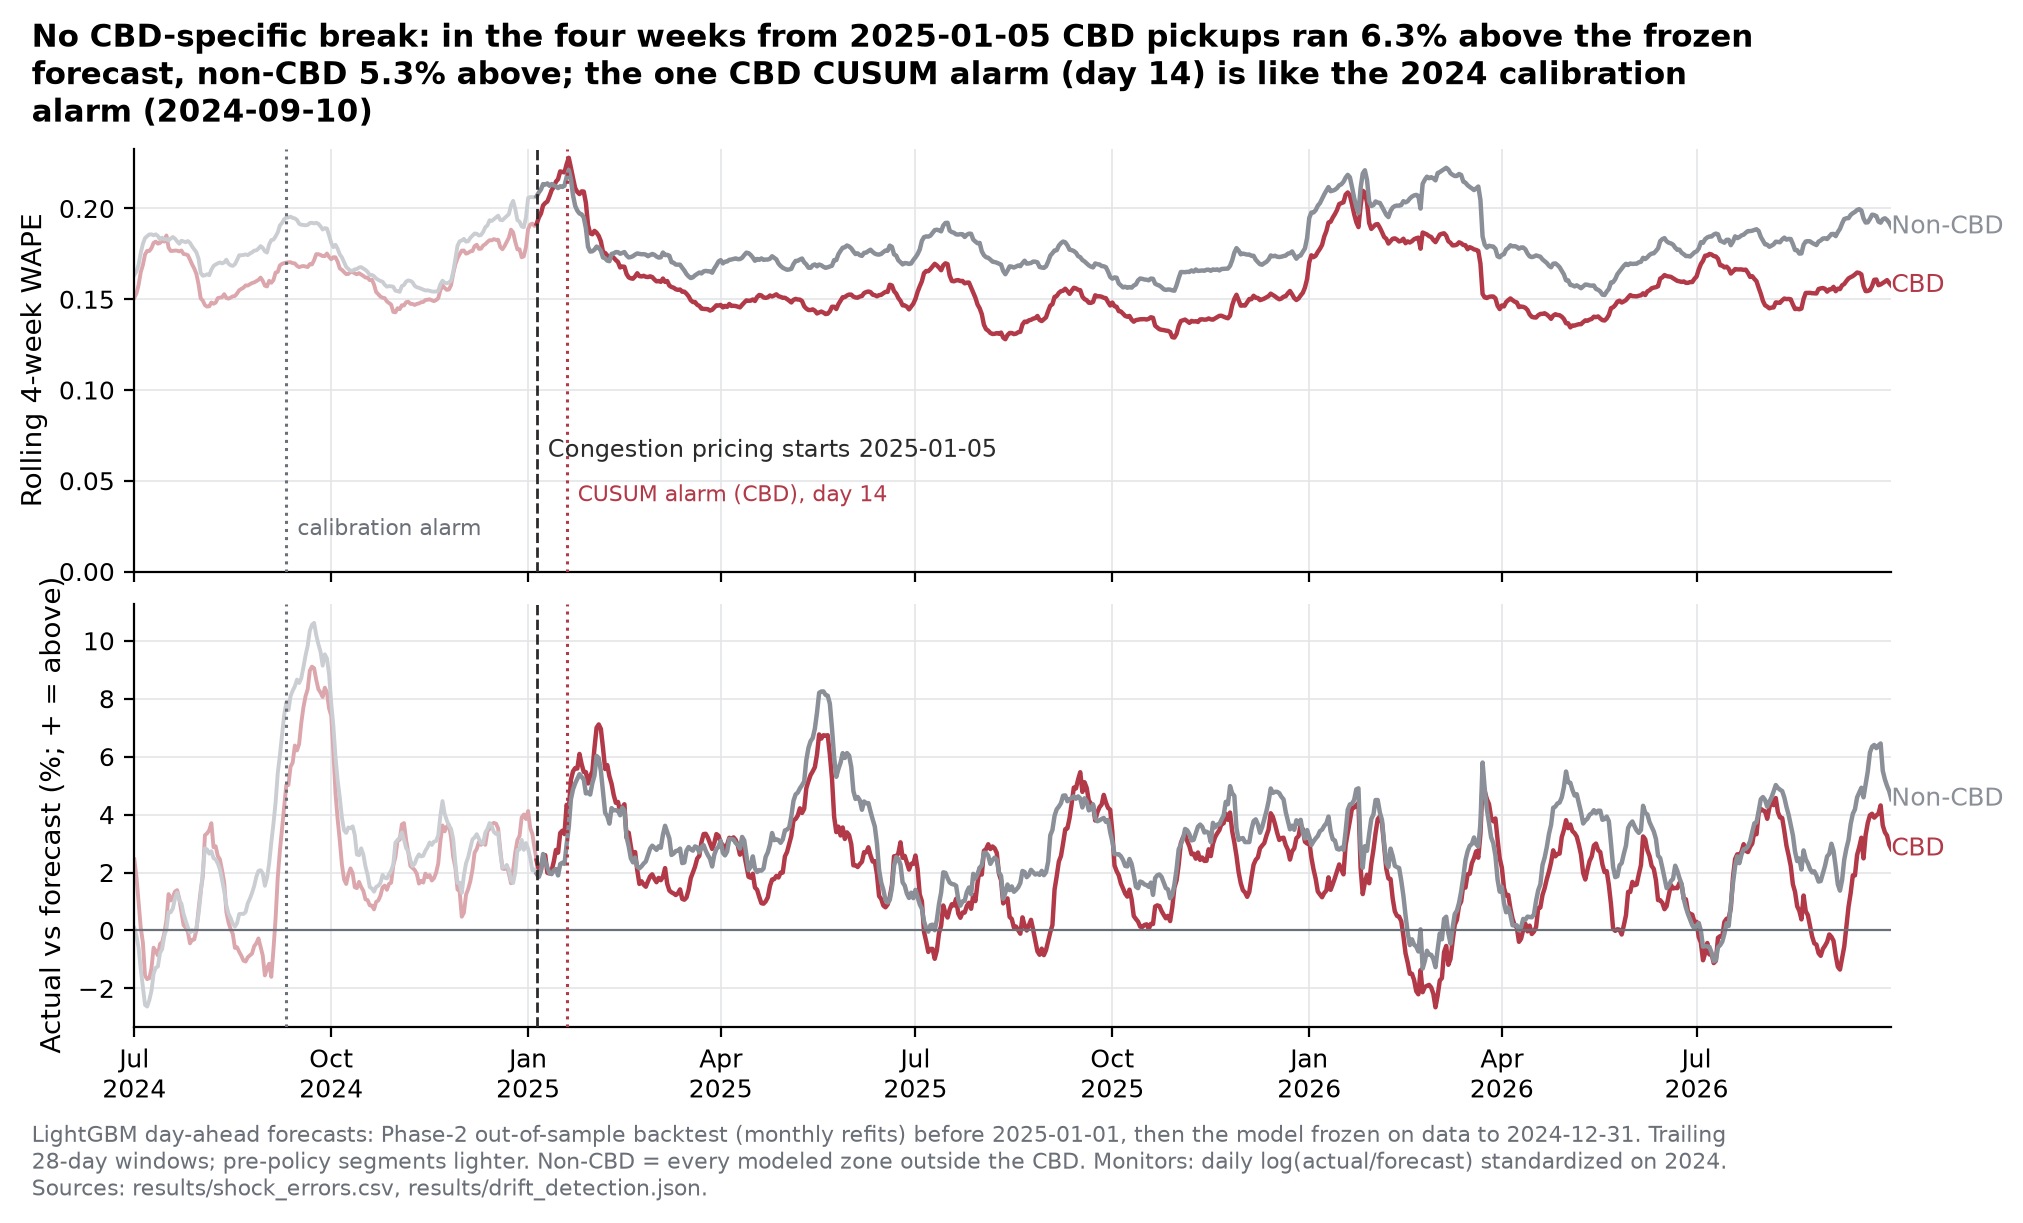 No CBD-specific break: in the four weeks from 2025-01-05 CBD pickups ran 6.3% above the frozen
forecast, non-CBD 5.3% above; the one CBD CUSUM alarm (day 14) is like the 2024 calibration
alarm (2024-09-10)
Rolling 4-week WAPE
0.20
0.15
0.10
0.05
0.00
Non-CBD
CBD
Congestion pricing starts 2025-01-05
CUSUM alarm (CBD), day 14
calibration alarm
Actual vs forecast (%; + = above)
10
8
6
4
2
0
−2
Non-CBD
CBD
Jul
2024
Oct
2024
Jan
2025
Apr
2025
Jul
2025
Oct
2025
Jan
2026
Apr
2026
Jul
2026
LightGBM day-ahead forecasts: Phase-2 out-of-sample backtest (monthly refits) before 2025-01-01, then the model frozen on data to 2024-12-31. Trailing
28-day windows; pre-policy segments lighter. Non-CBD = every modeled zone outside the CBD. Monitors: daily log(actual/forecast) standardized on 2024.
Sources: results/shock_errors.csv, results/drift_detection.json.